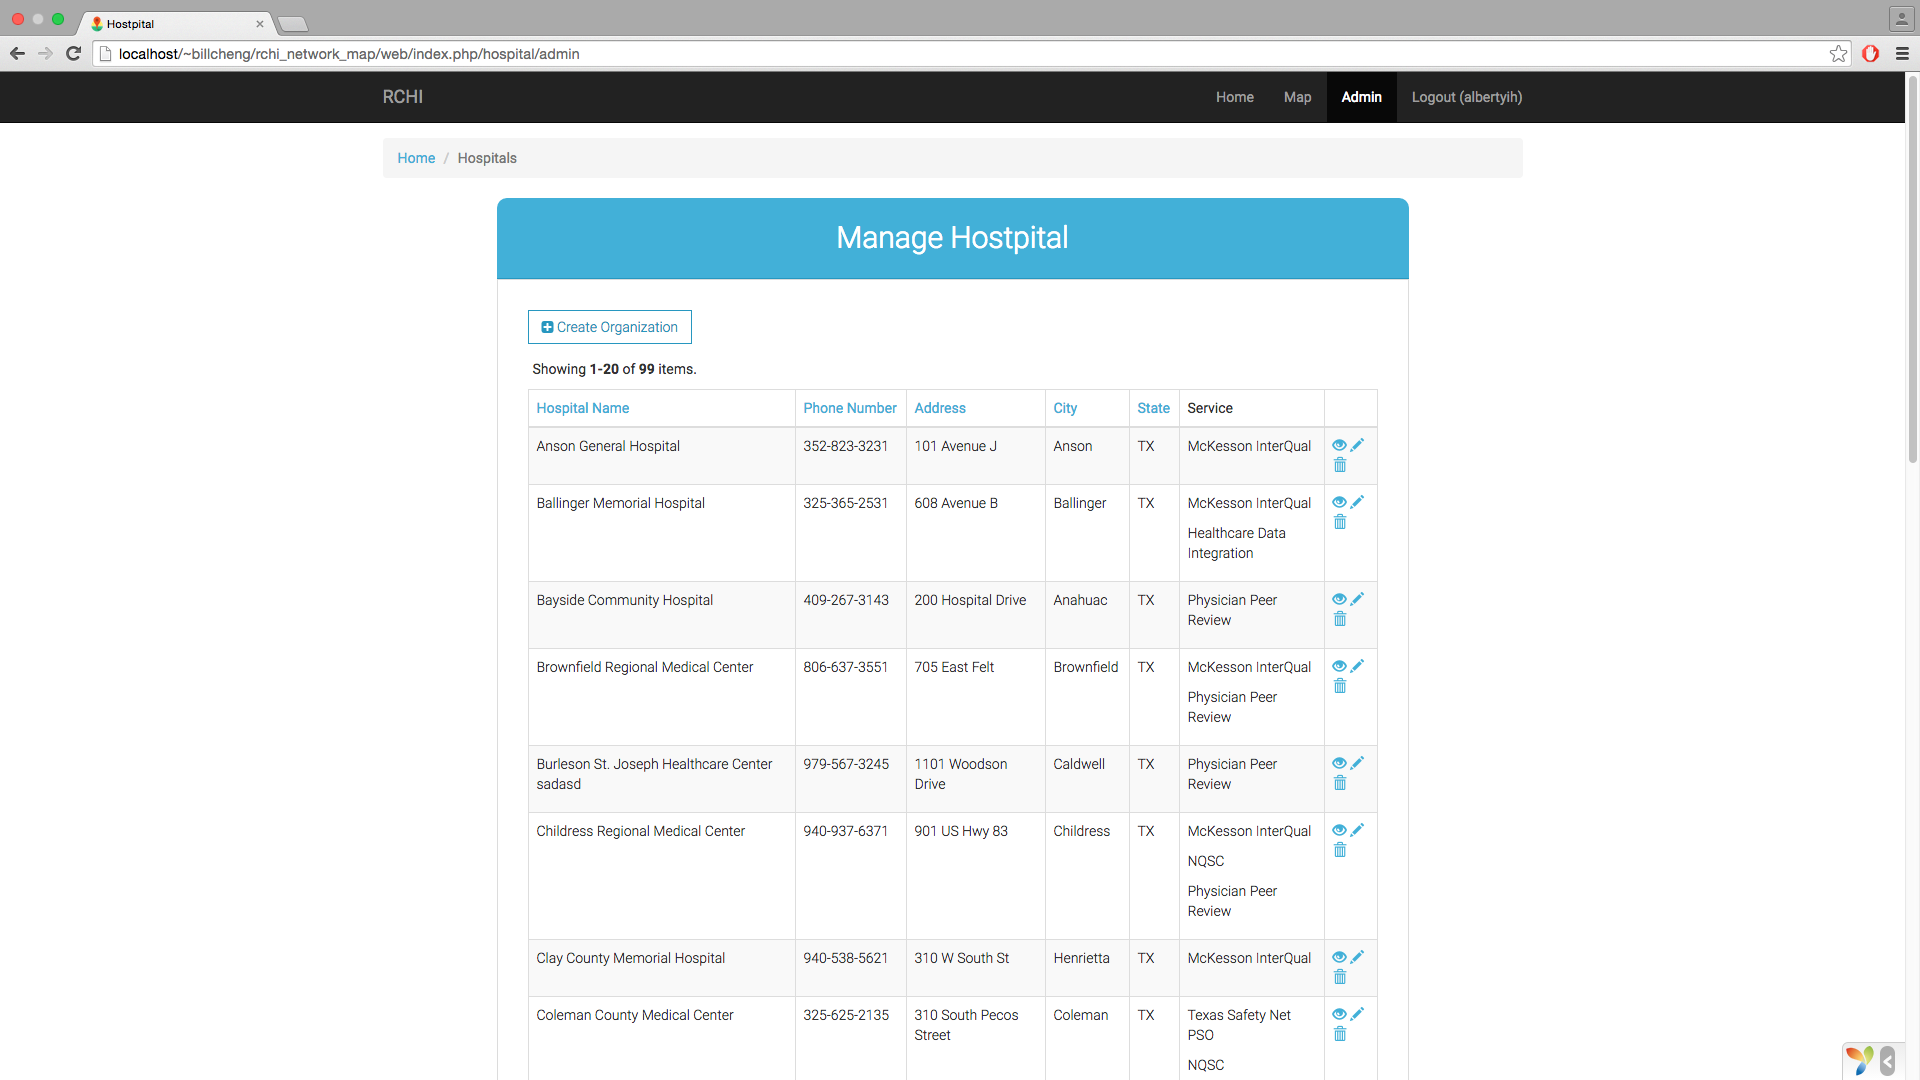 Hostpital
localhost/~billcheng/rchi_network_map/web/index.php/hospital/admin
RCHI Home Map Admin Logout (albertyih)
Home / Hospitals
Manage Hostpital
Create Organization
Showing 1-20 of 99 items.
Hospital Name Phone Number Address City State Service
Anson General Hospital 352-823-3231 101 Avenue J Anson TX McKesson InterQual
Ballinger Memorial Hospital 325-365-2531 608 Avenue B Ballinger TX McKesson InterQual
Healthcare Data
Integration
Bayside Community Hospital 409-267-3143 200 Hospital Drive Anahuac TX Physician Peer
Review
Brownfield Regional Medical Center 806-637-3551 705 East Felt Brownfield TX McKesson InterQual
Physician Peer
Review
Burleson St. Joseph Healthcare Center 979-567-3245 1101 Woodson Caldwell TX Physician Peer
sadasd Drive Review
Childress Regional Medical Center 940-937-6371 901 US Hwy 83 Childress TX McKesson InterQual
NQSC
Physician Peer
Review
Clay County Memorial Hospital 940-538-5621 310 W South St Henrietta TX McKesson InterQual
Coleman County Medical Center 325-625-2135 310 South Pecos Coleman TX Texas Safety Net
Street PSO
NQSC